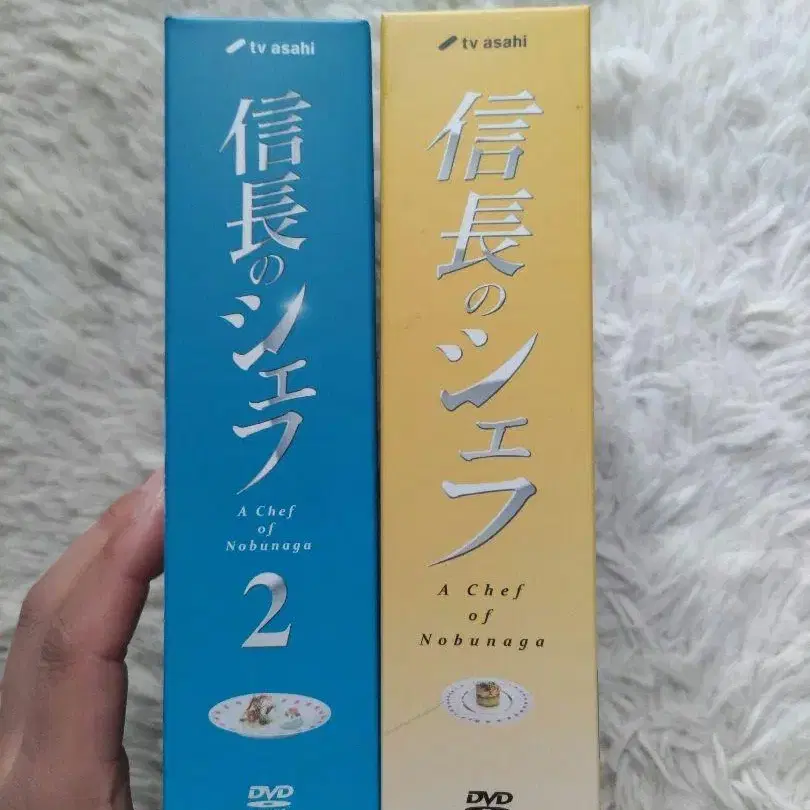 tv asahi
信長のシェフ
A Chef
of
Nobunaga
2
DVD
tv asahi
信長のシェフ
A Chef
of
Nobunaga
DVD